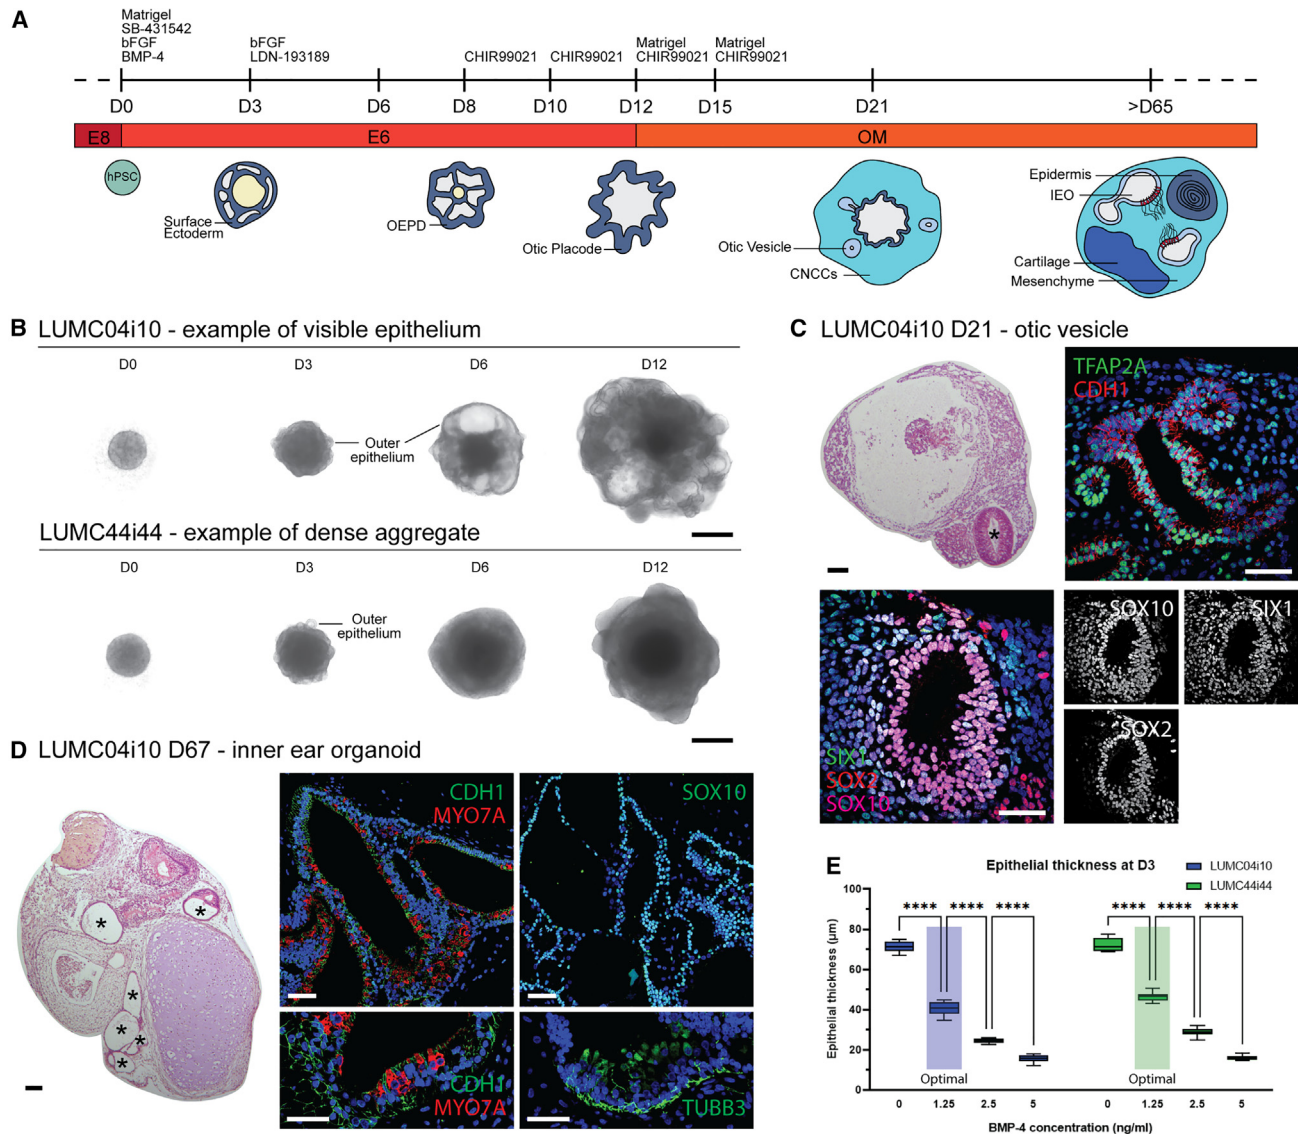 A
Matrigel
SB-431542
bFGF
BMP-4
bFGF
LDN-193189
CHIR99021
CHIR99021
Matrigel
CHIR99021
Matrigel
CHIR99021
D0
D3
D6
D8
D10
D12
D15
D21
>D65
E8
E6
OM
hPSC
Surface
Ectoderm
OEPD
Otic Placode
Otic Vesicle
CNCCs
Epidermis
IEO
Cartilage
Mesenchyme
B LUMC04i10 - example of visible epithelium
D0
D3
D6
D12
Outer
epithelium
LUMC44i44 - example of dense aggregate
D0
D3
D6
D12
Outer
epithelium
C LUMC04i10 D21 - otic vesicle
*
TFAP2A
CDH1
SIX1
SOX2
SOX10
SOX10
SIX1
SOX2
D LUMC04i10 D67 - inner ear organoid
*
*
*
*
*
*
CDH1
MYO7A
SOX10
CDH1
MYO7A
TUBB3
E
Epithelial thickness at D3
LUMC04i10
LUMC44i44
Epithelial thickness (µm)
100
80
60
40
20
0
**** **** ****
**** **** ****
Optimal
Optimal
0 1.25 2.5 5 0 1.25 2.5 5
BMP-4 concentration (ng/ml)